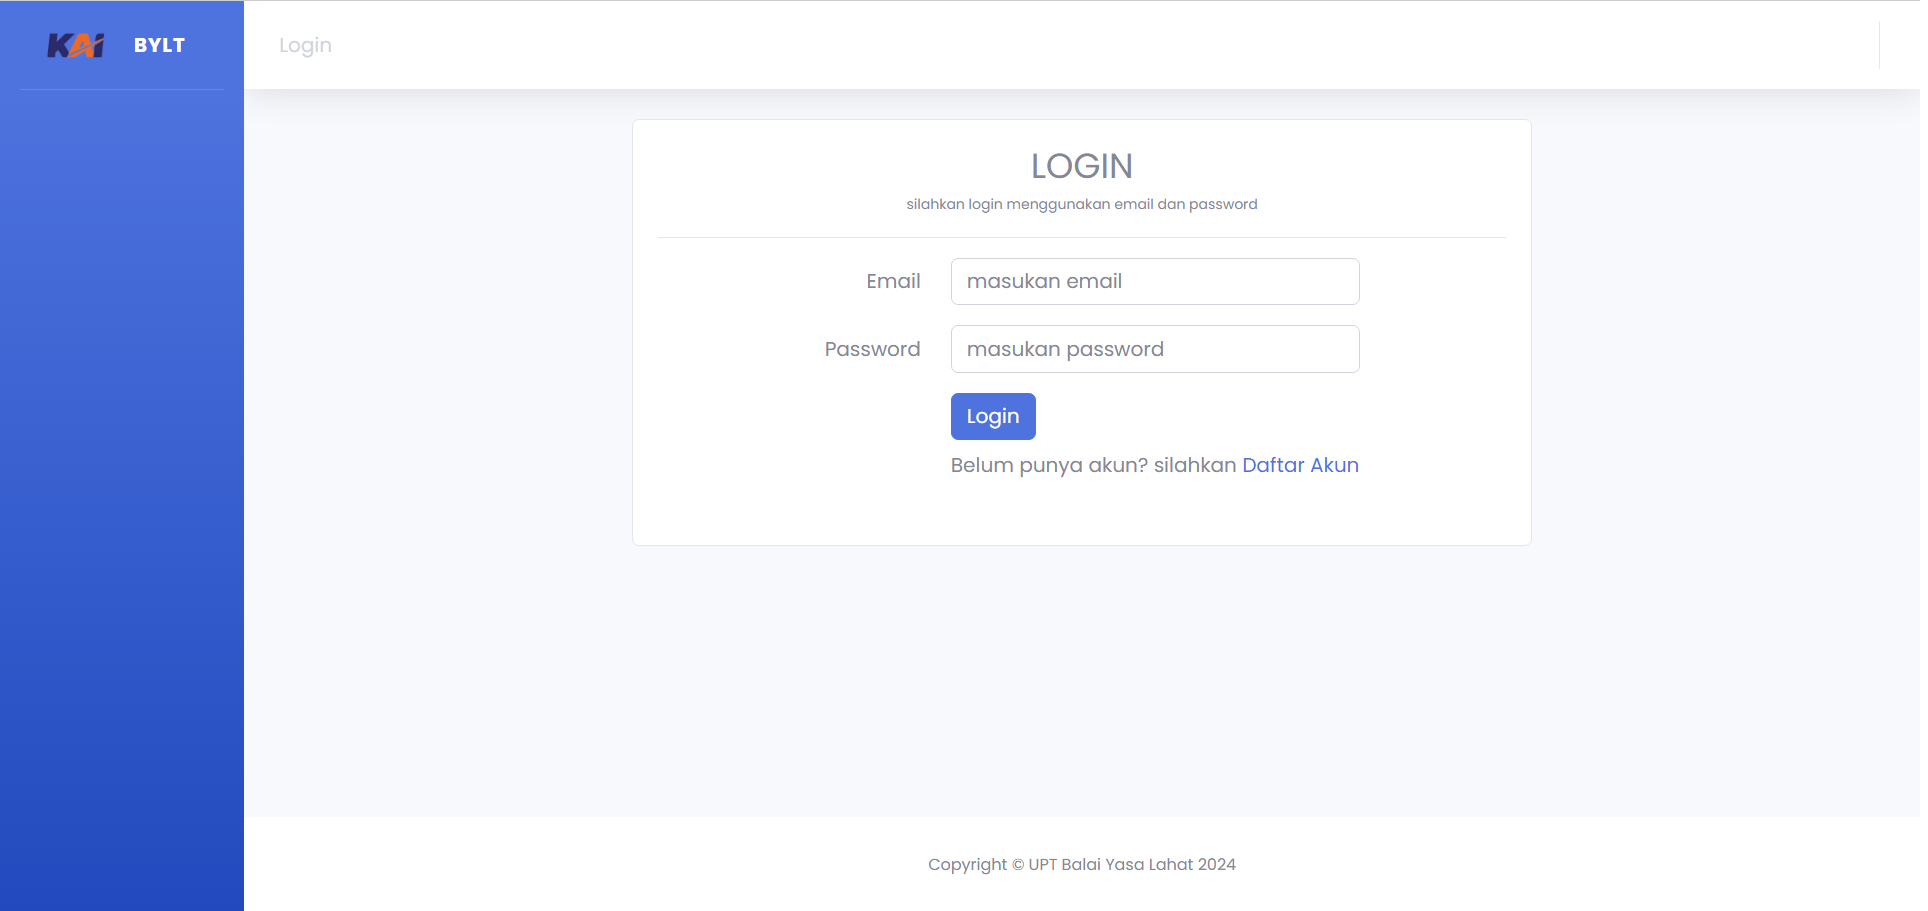 KAI BYLT
Login
LOGIN
silahkan login menggunakan email dan password
Email
masukan email
Password
masukan password
Login
Belum punya akun? silahkan Daftar Akun
Copyright © UPT Balai Yasa Lahat 2024